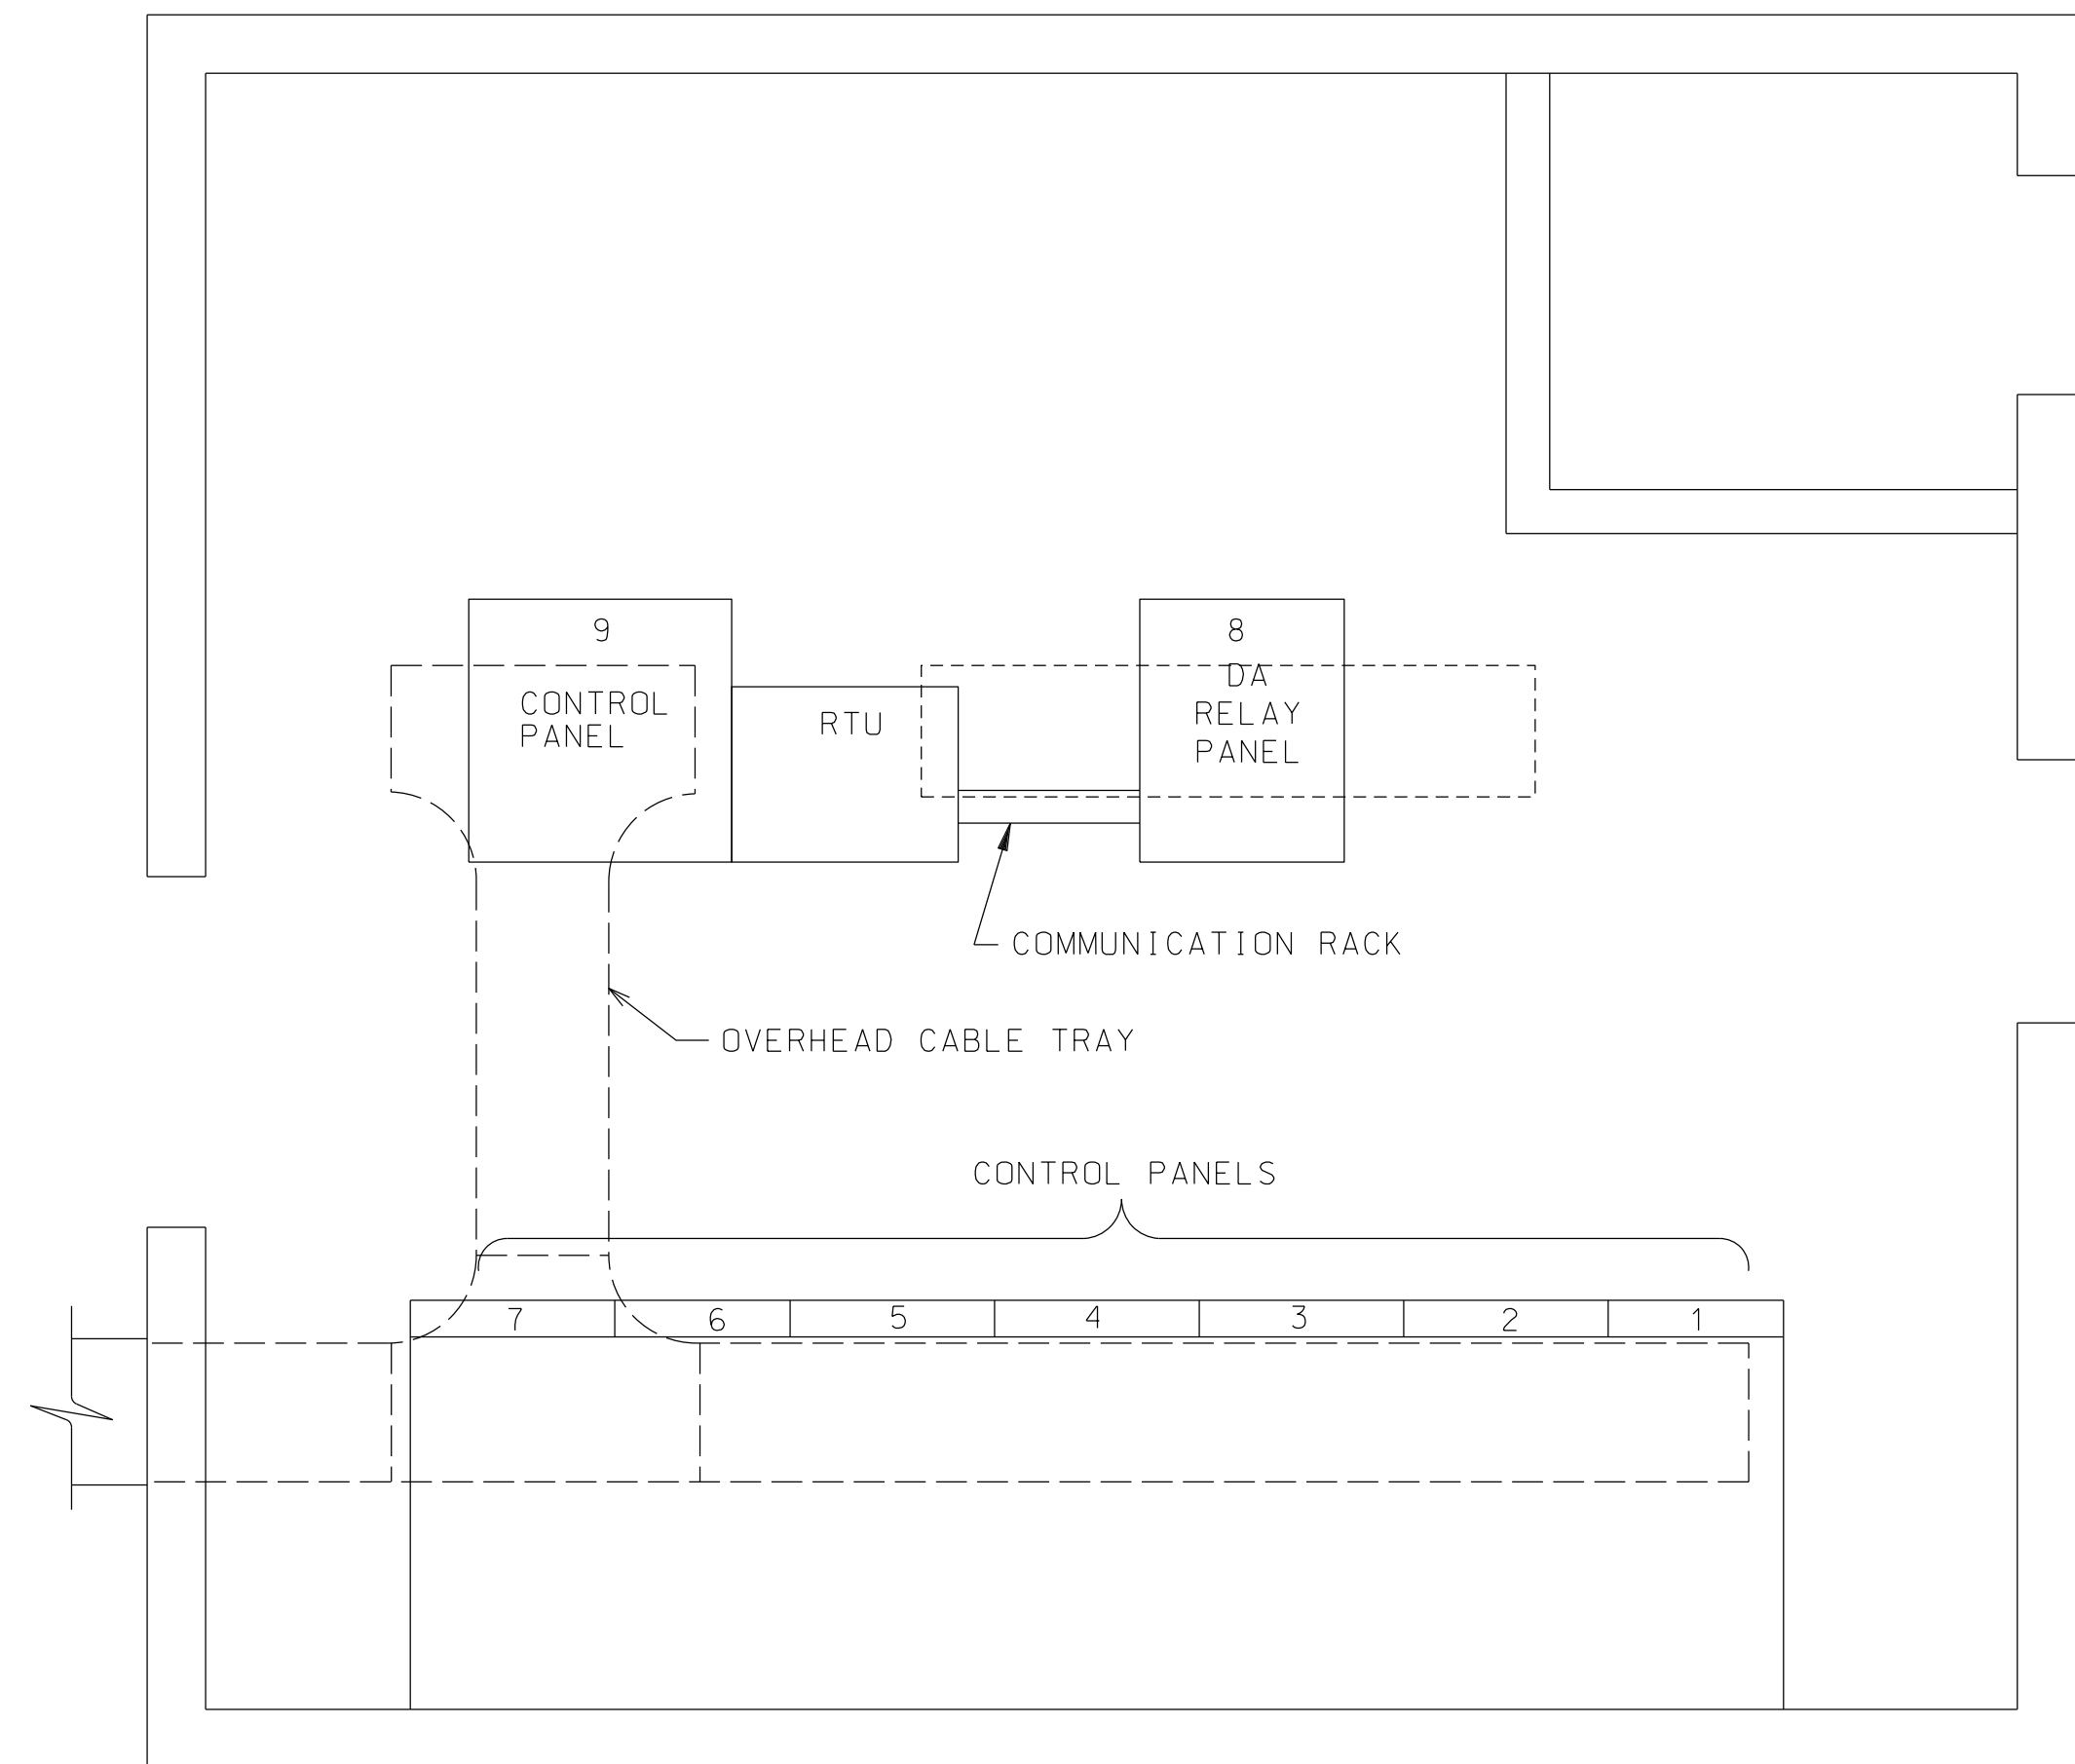 9
CONTROL
PANEL
RTU
8
DA
RELAY
PANEL
COMMUNICATION RACK
OVERHEAD CABLE TRAY
CONTROL PANELS
7 6 5 4 3 2 1